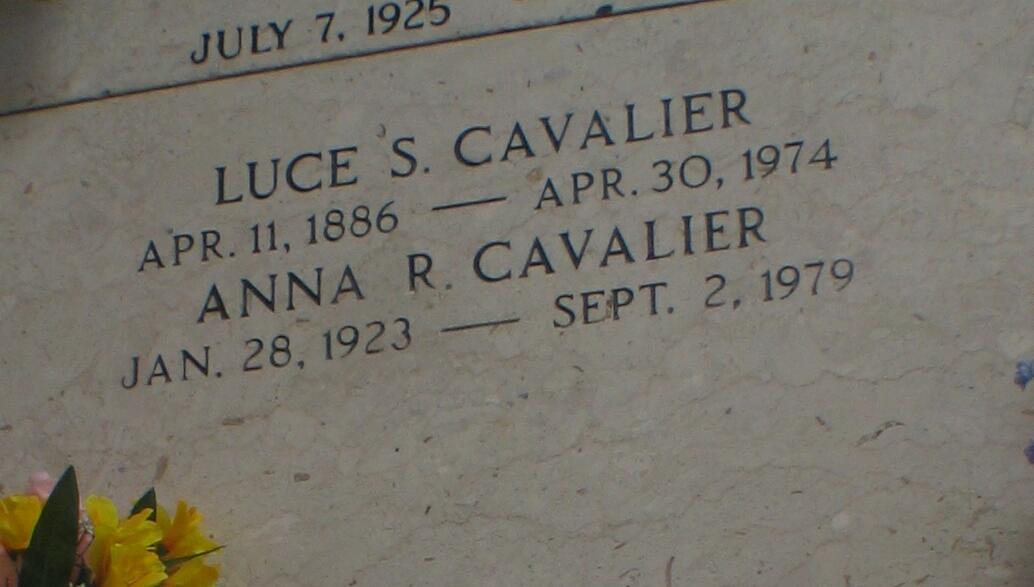 JULY 7, 1925
LUCE S. CAVALIER
APR. 11, 1886 — APR. 30, 1974
ANNA R. CAVALIER
JAN. 28, 1923 — SEPT. 2, 1979